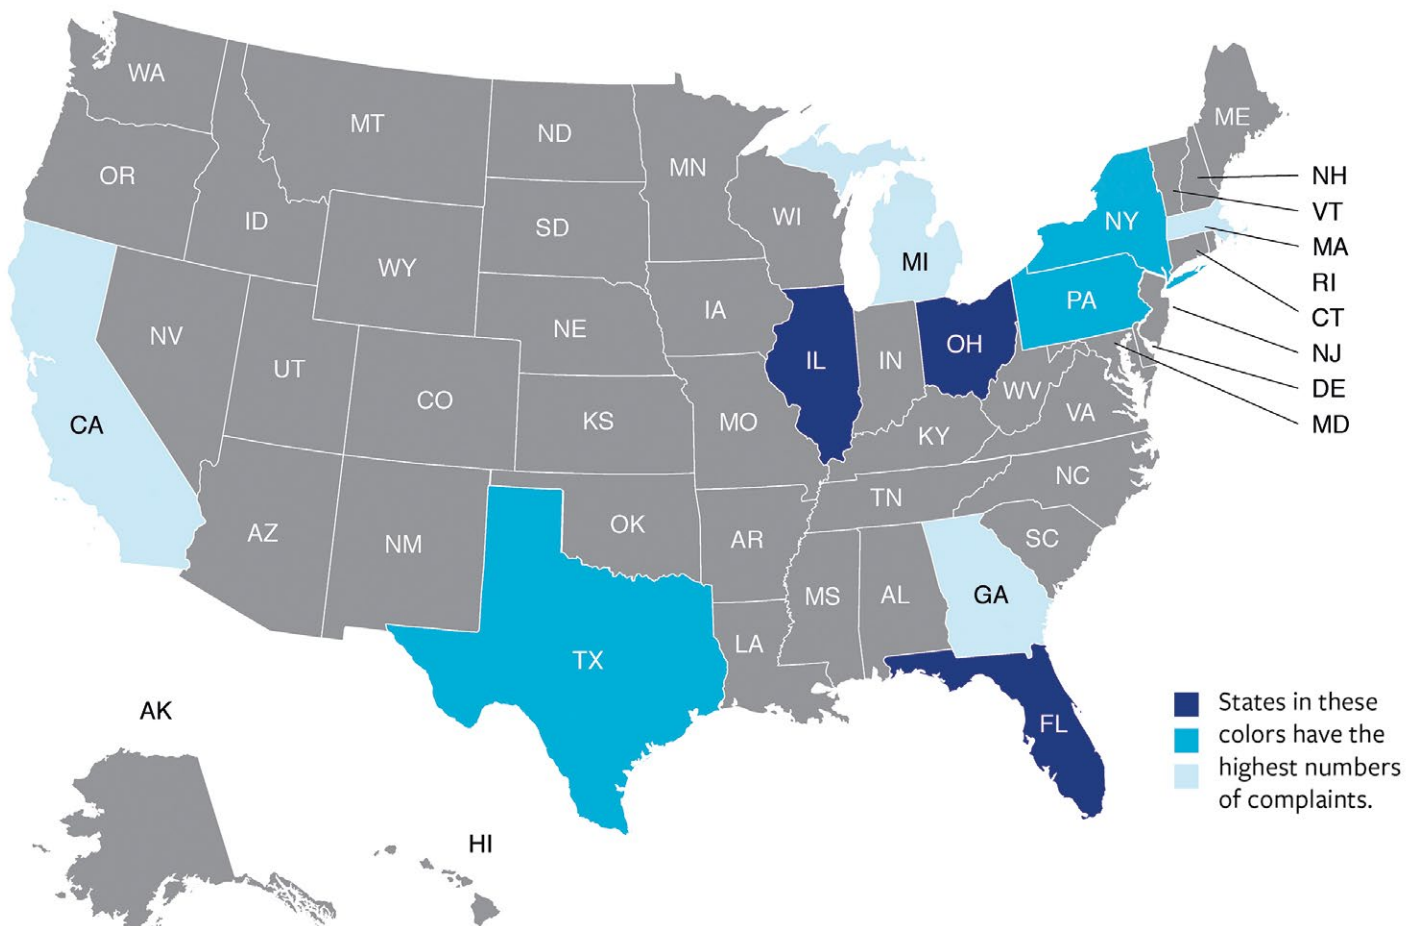 WA
MT
ND
MN
ME
OR
ID
SD
WI
NY
NH
VT
MA
RI
CT
NJ
DE
MD
WY
MI
IA
PA
NE
NV
UT
CO
IL
IN
OH
WV
VA
CA
KS
MO
KY
NC
AZ
NM
OK
AR
TN
SC
MS
AL
GA
LA
TX
FL
AK
HI
States in these
colors have the
highest numbers
of complaints.